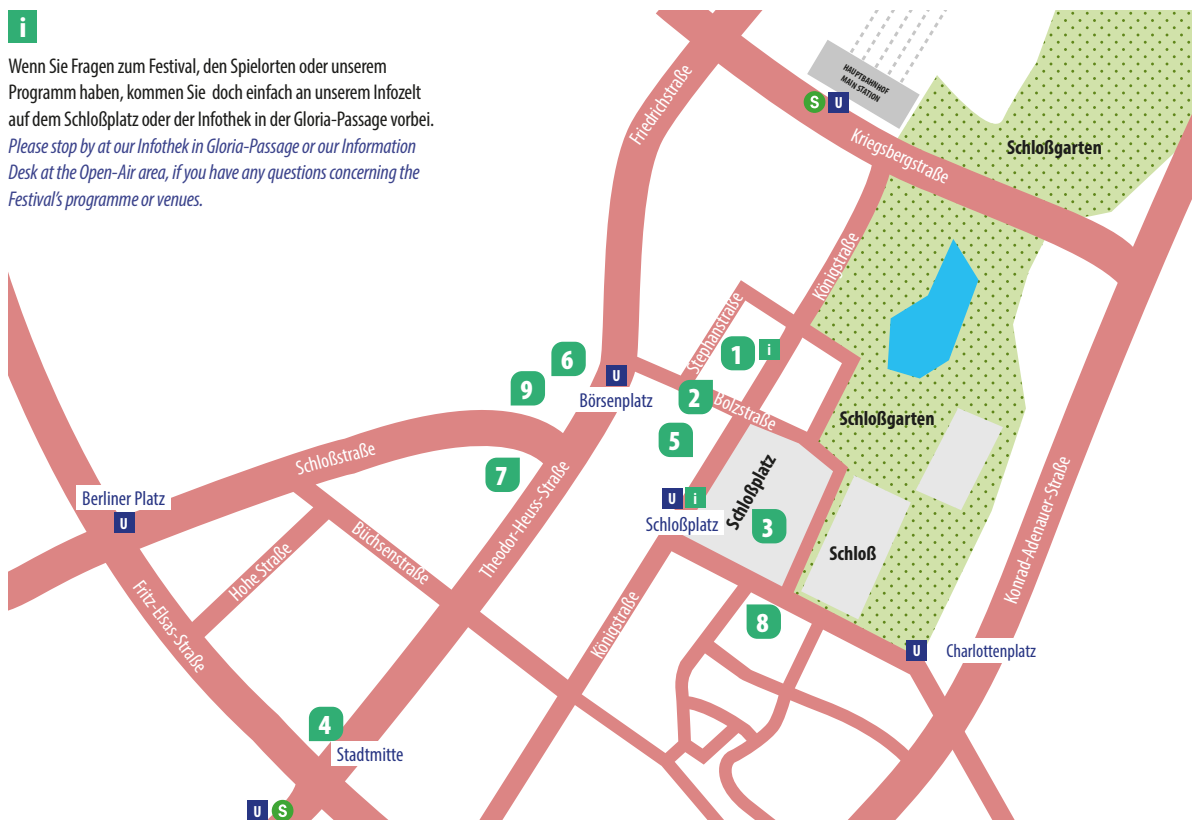 i
Wenn Sie Fragen zum Festival, den Spielorten oder unserem
Programm haben, kommen Sie doch einfach an unserem Infozelt
auf dem Schloßplatz oder der Infothek in der Gloria-Passage vorbei.
Please stop by at our Infothek in Gloria-Passage or our Information
Desk at the Open-Air area, if you have any questions concerning the
Festival's programme or venues.
HAUPTBAHNHOF
MAIN STATION
S U
Friedrichstraße
Kriegsbergstraße
Schloßgarten
Königstraße
Stephanstraße
1 i
6
U
Börsenplatz
9
2
Bolzstraße
Schloßgarten
5
Schloßstraße
7
Theodor-Heuss-Straße
Berliner Platz
U
U i
Schloßplatz
Schloßplatz
3
Schloß
Konrad-Adenauer-Straße
Büchsenstraße
Hohe Straße
Fritz-Elsas-Straße
Königstraße
8
U
Charlottenplatz
4
Stadtmitte
U S